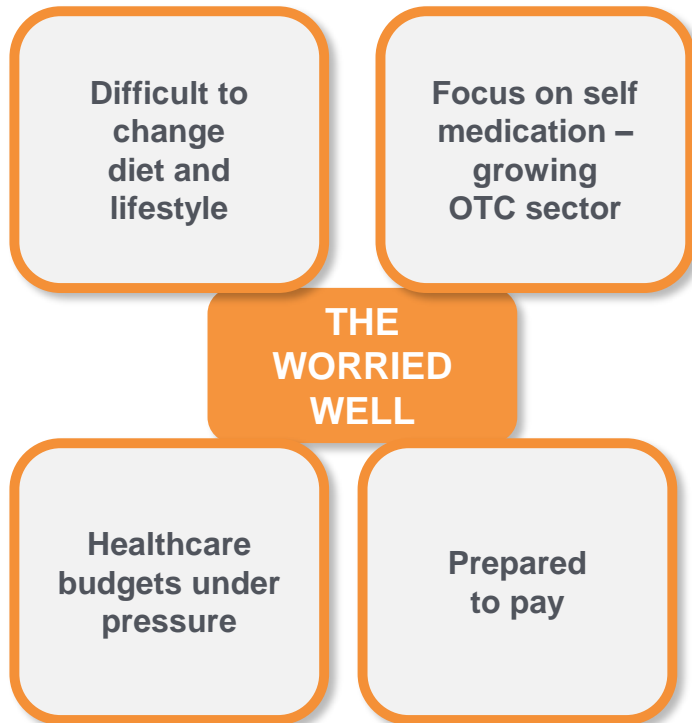 Difficult to
change
diet and
lifestyle
Focus on self
medication –
growing
OTC sector
THE
WORRIED
WELL
Healthcare
budgets under
pressure
Prepared
to pay